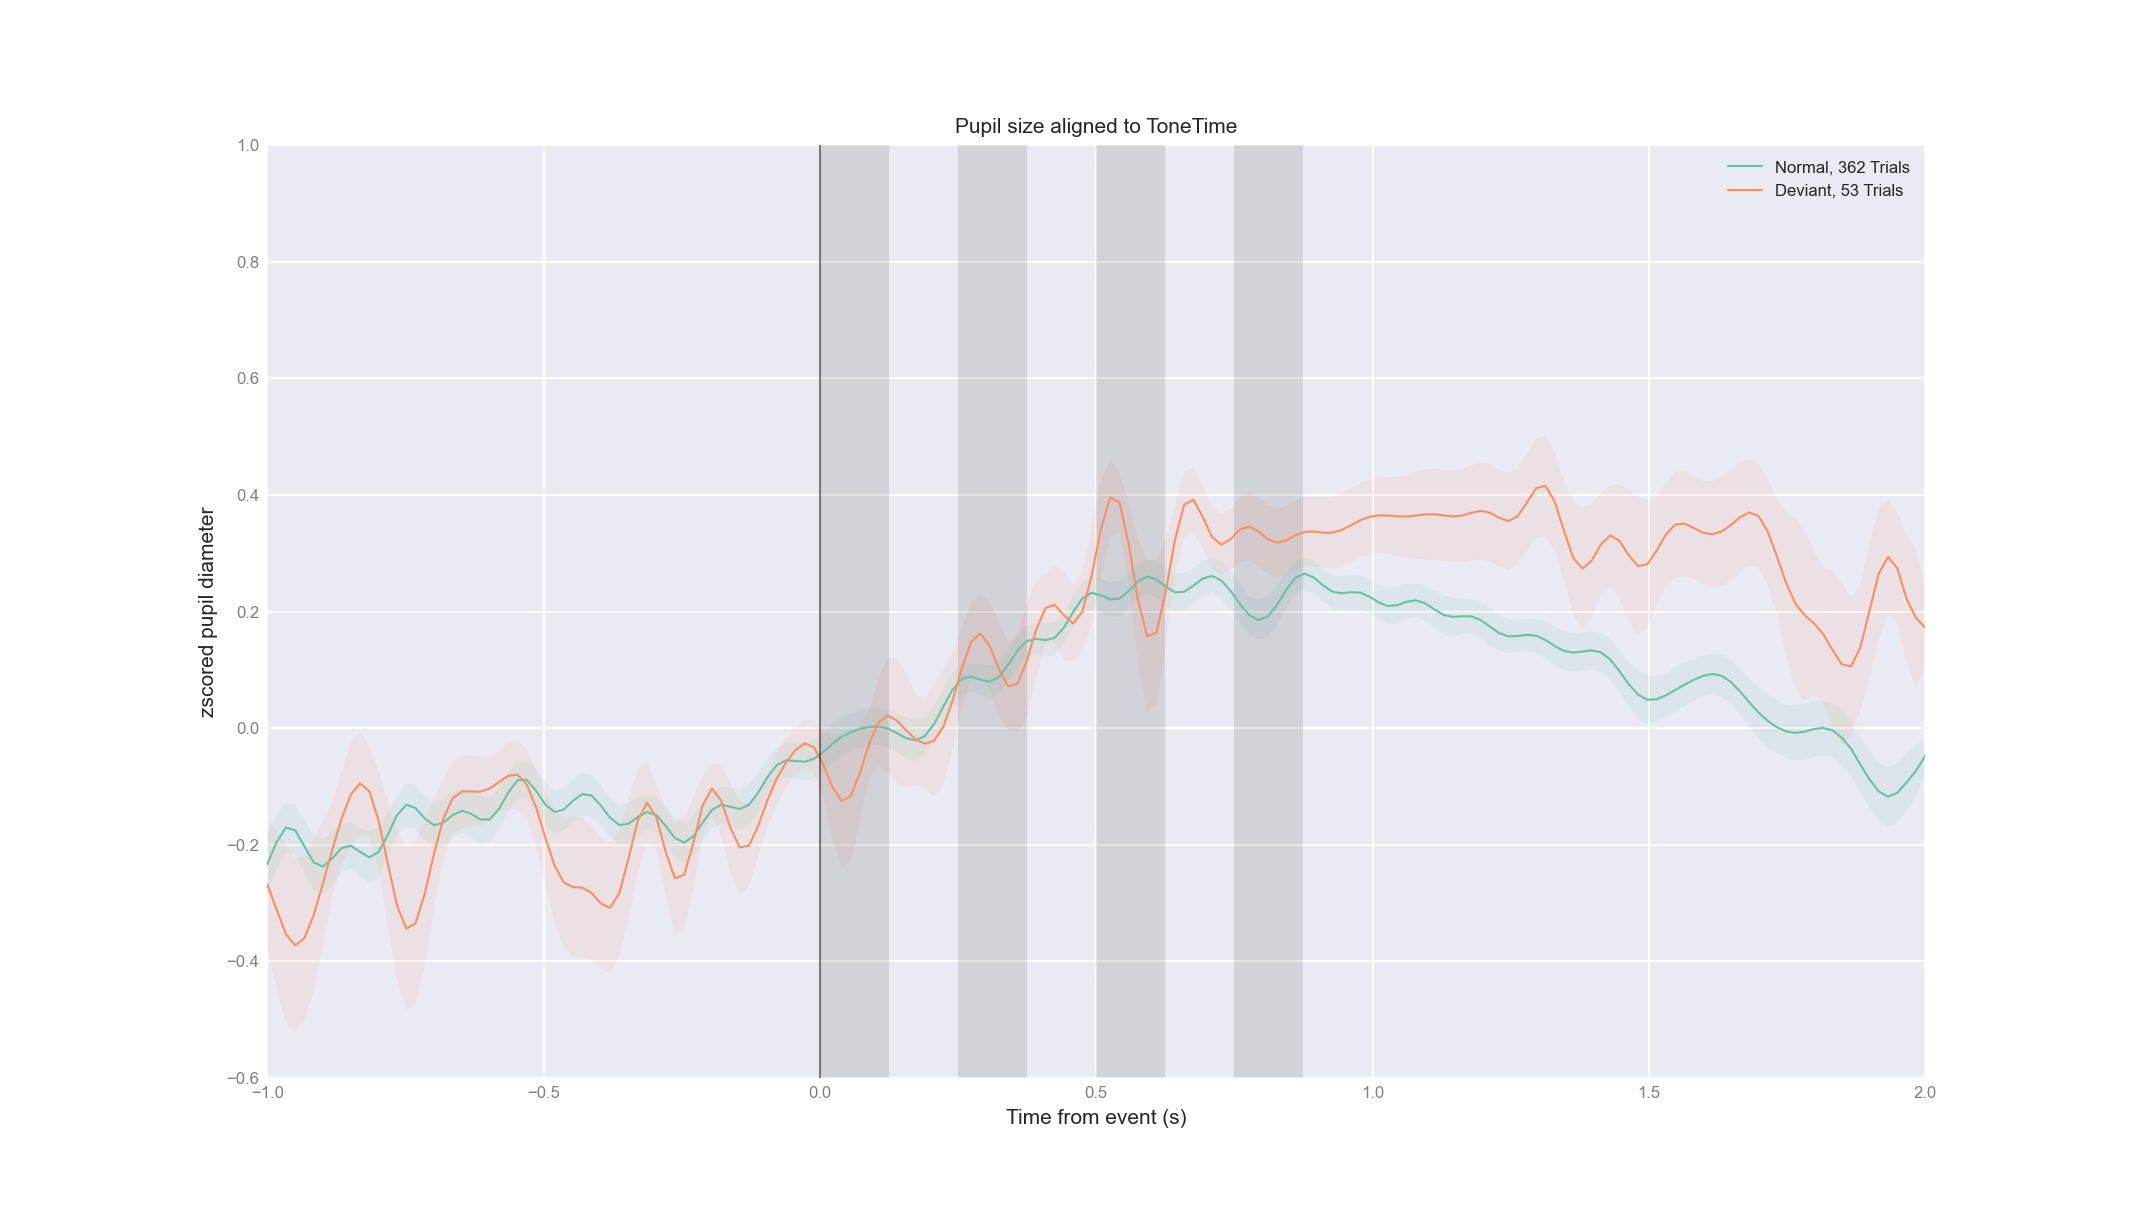 Pupil size aligned to ToneTime
1.0
0.8
0.6
0.4
0.2
0.0
−0.2
−0.4
−0.6
zscored pupil diameter
Normal, 362 Trials
Deviant, 53 Trials
−1.0 −0.5 0.0 0.5 1.0 1.5 2.0
Time from event (s)